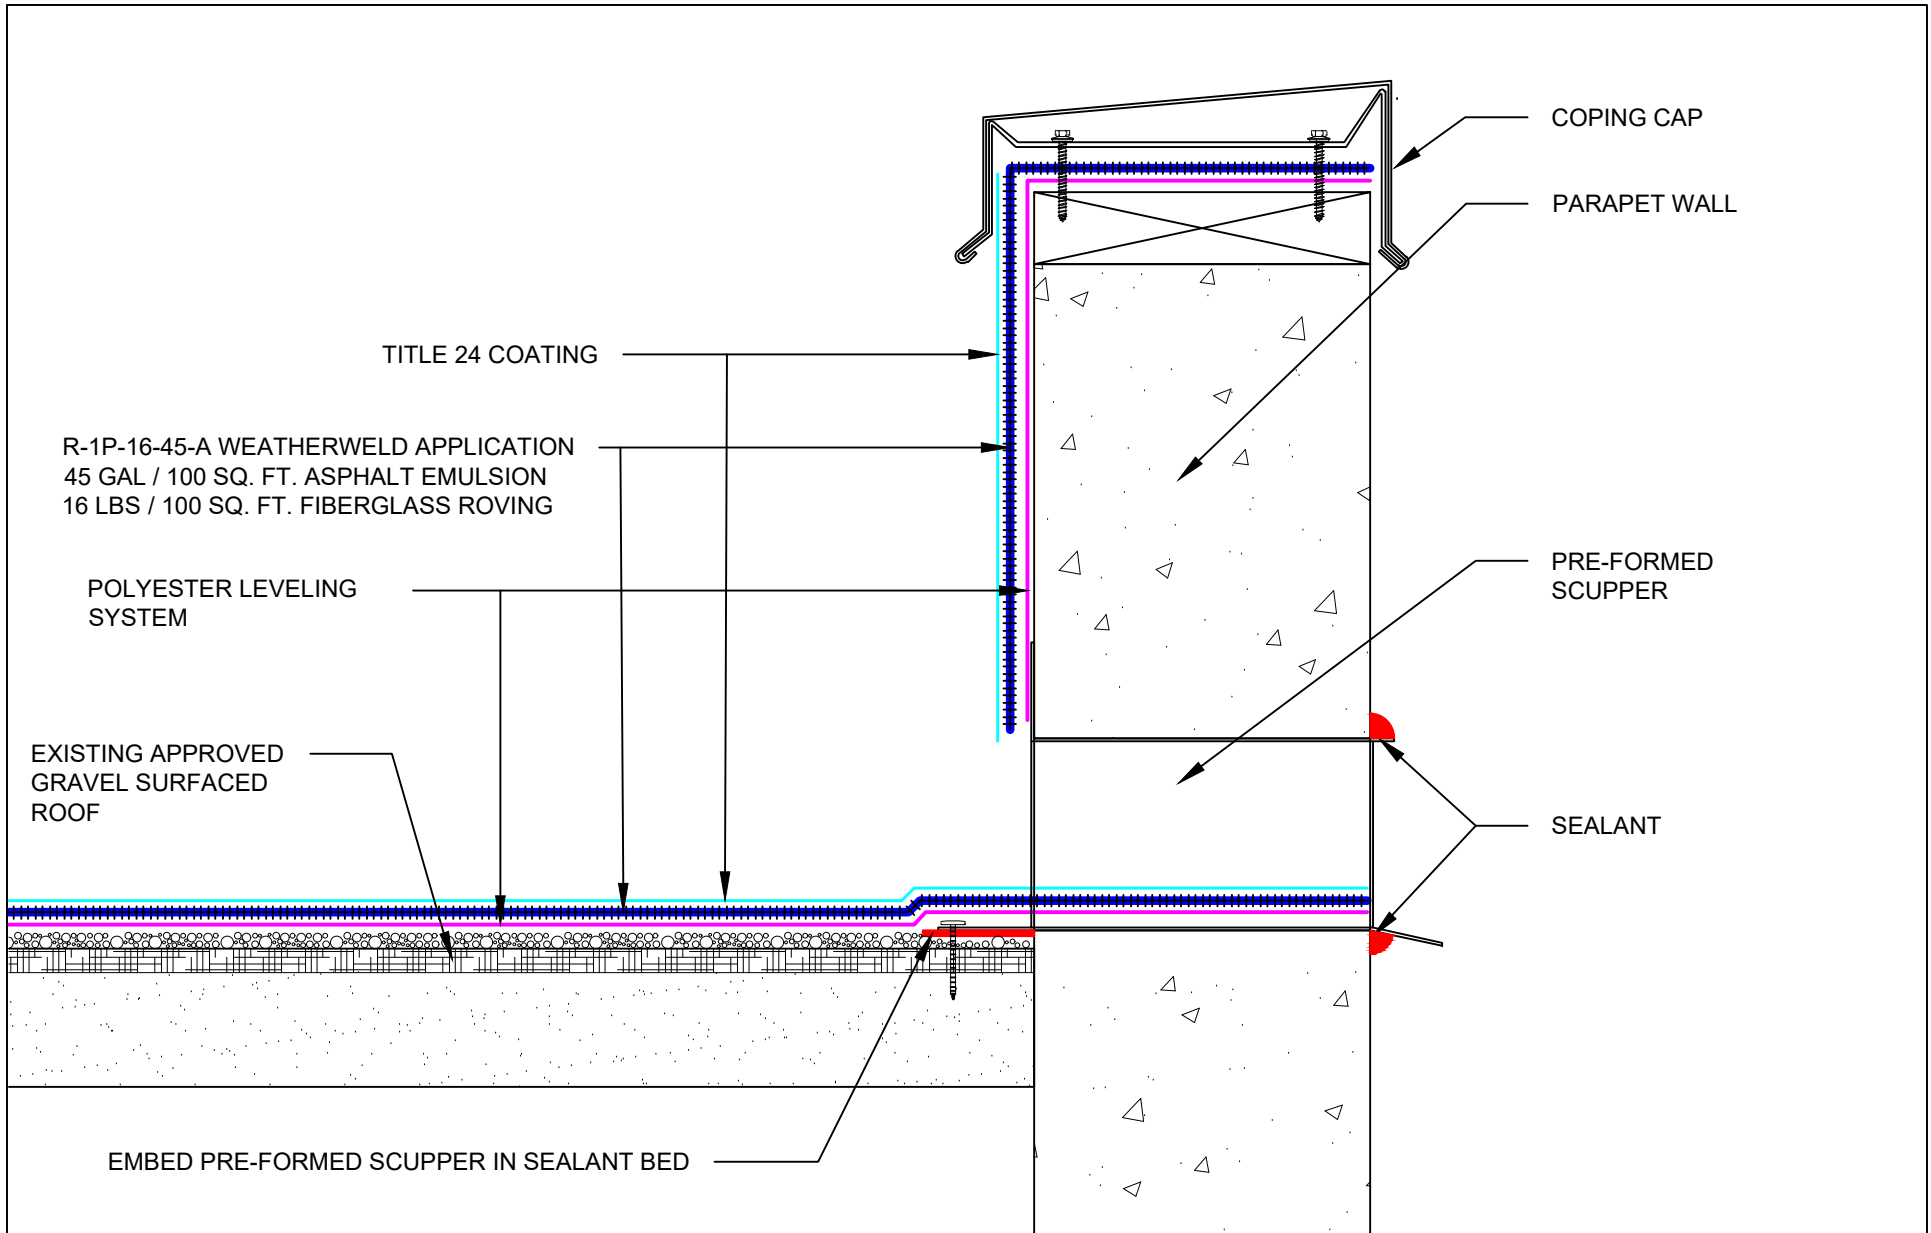 COPING CAP
PARAPET WALL
TITLE 24 COATING
R-1P-16-45-A WEATHERWELD APPLICATION
45 GAL / 100 SQ. FT. ASPHALT EMULSION
16 LBS / 100 SQ. FT. FIBERGLASS ROVING
PRE-FORMED
SCUPPER
POLYESTER LEVELING
SYSTEM
EXISTING APPROVED
GRAVEL SURFACED
ROOF
SEALANT
EMBED PRE-FORMED SCUPPER IN SEALANT BED